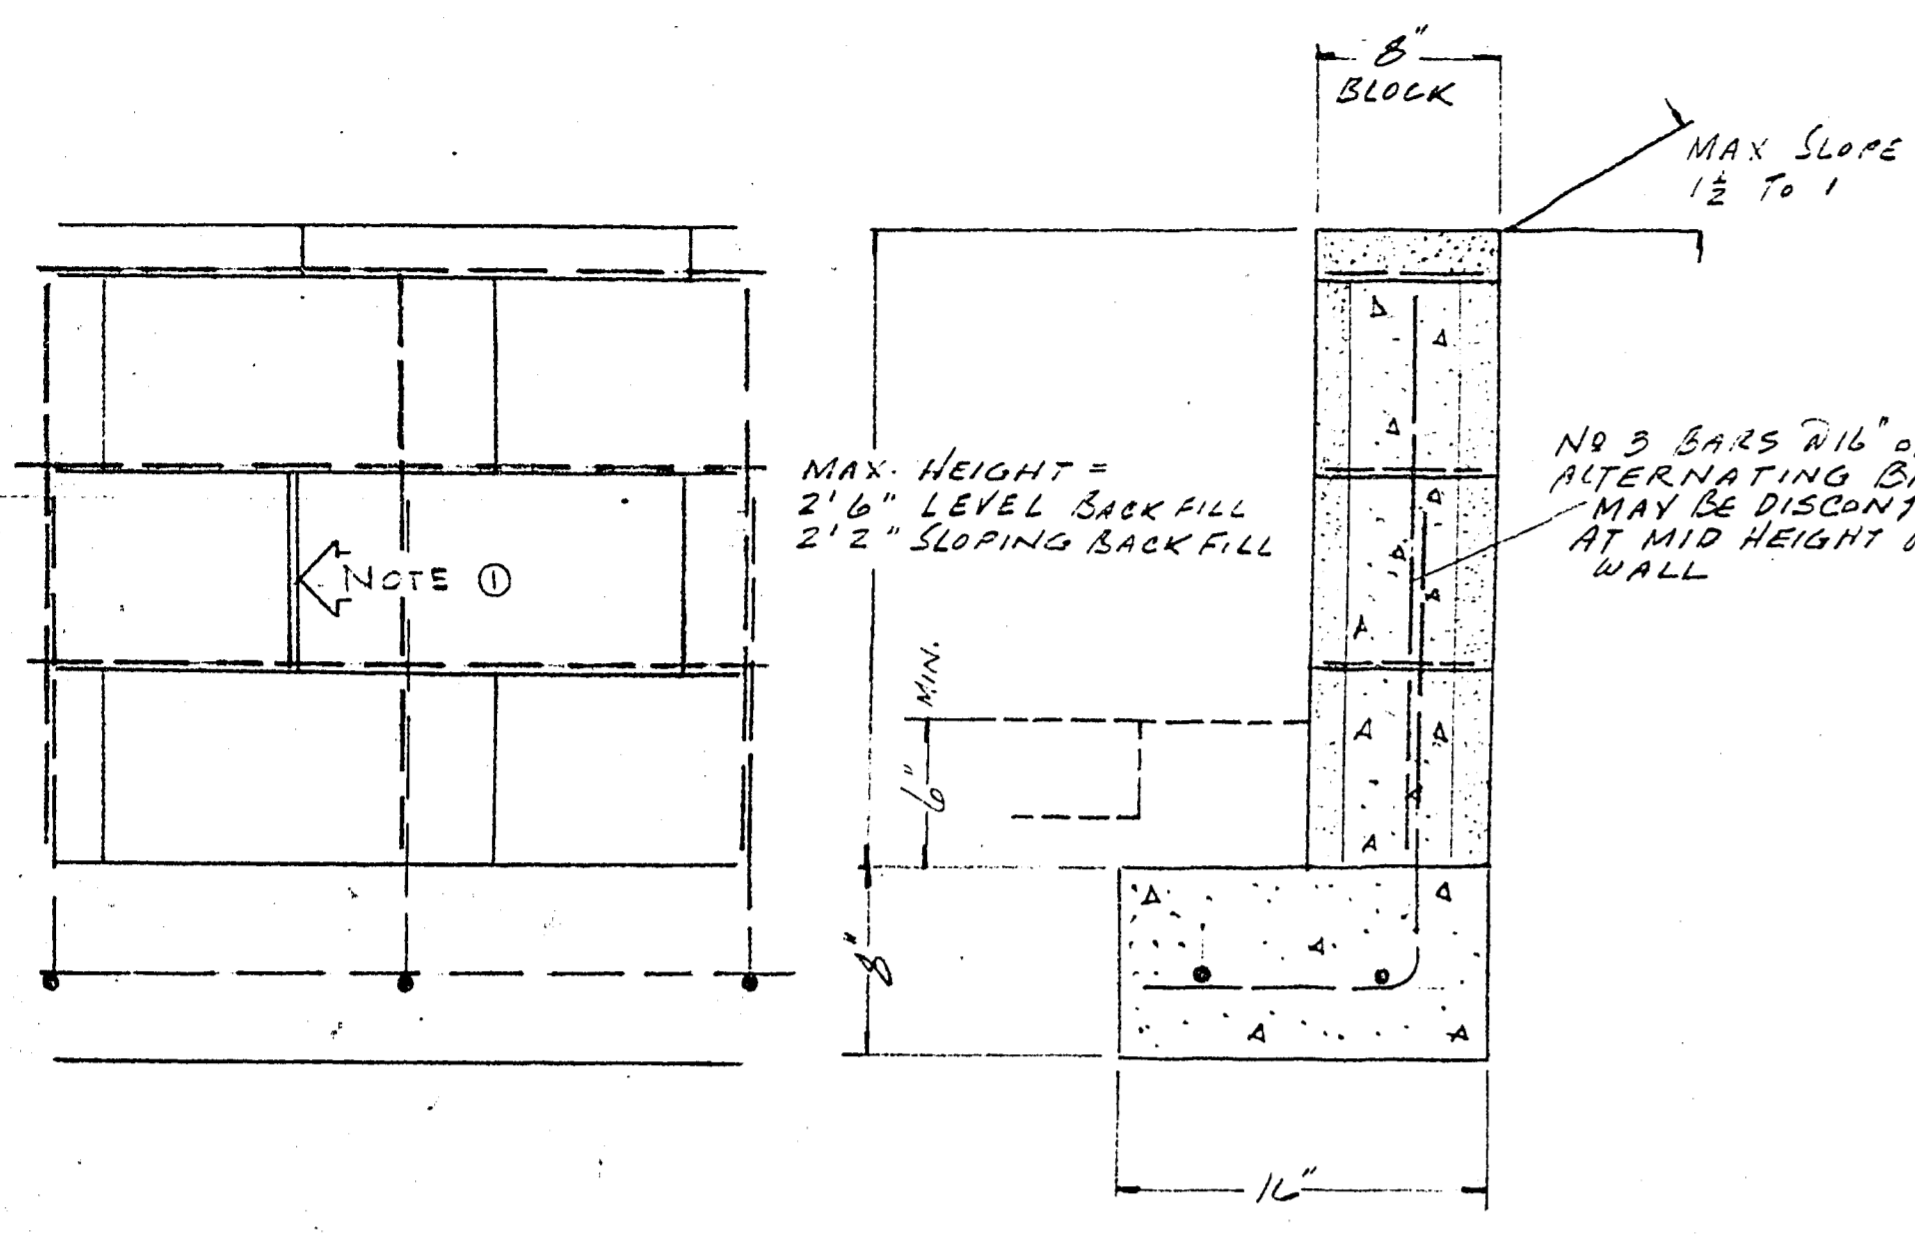 8"
BLOCK
MAX SLOPE
1½ TO 1
MAX. HEIGHT =
2'6" LEVEL BACKFILL
2'2" SLOPING BACKFILL
Nº 3 BARS @16"
ALTERNATING
MAY BE
AT MID HEIGHT
WALL
NOTE ①
6" MIN.
8"
16"